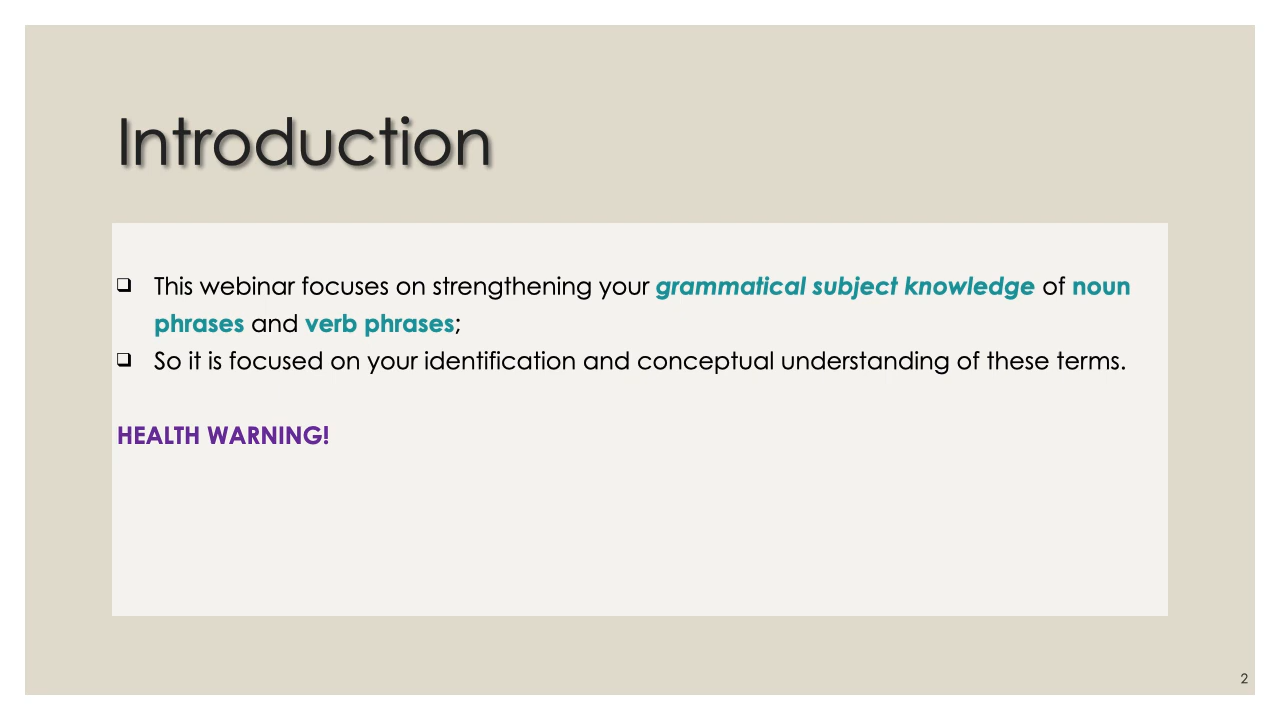 Introduction
❑ This webinar focuses on strengthening your grammatical subject knowledge of noun
phrases and verb phrases;
❑ So it is focused on your identification and conceptual understanding of these terms.
HEALTH WARNING!
2